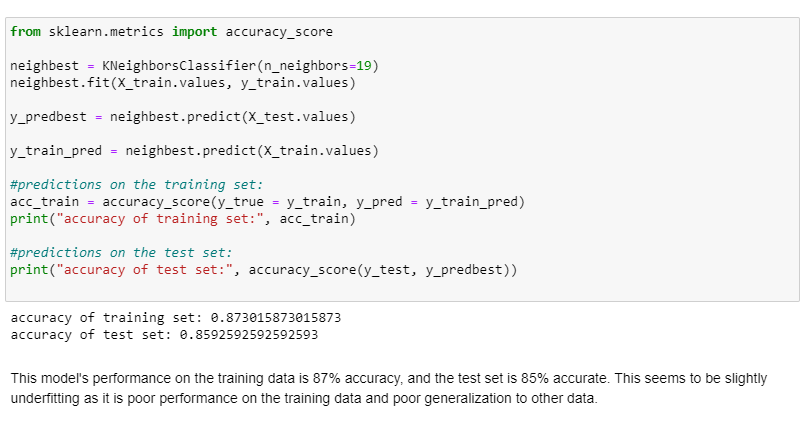 from sklearn.metrics import accuracy_score
neighbest = KNeighborsClassifier(n_neighbors=19)
neighbest.fit(X_train.values, y_train.values)
y_predbest = neighbest.predict(X_test.values)
y_train_pred = neighbest.predict(X_train.values)
#predictions on the training set:
acc_train = accuracy_score(y_true = y_train, y_pred = y_train_pred)
print("accuracy of training set:", acc_train)
#predictions on the test set:
print("accuracy of test set:", accuracy_score(y_test, y_predbest))
accuracy of training set: 0.873015873015873
accuracy of test set: 0.8592592592592593
This model's performance on the training data is 87% accuracy, and the test set is 85% accurate. This seems to be slightly
underfitting as it is poor performance on the training data and poor generalization to other data.